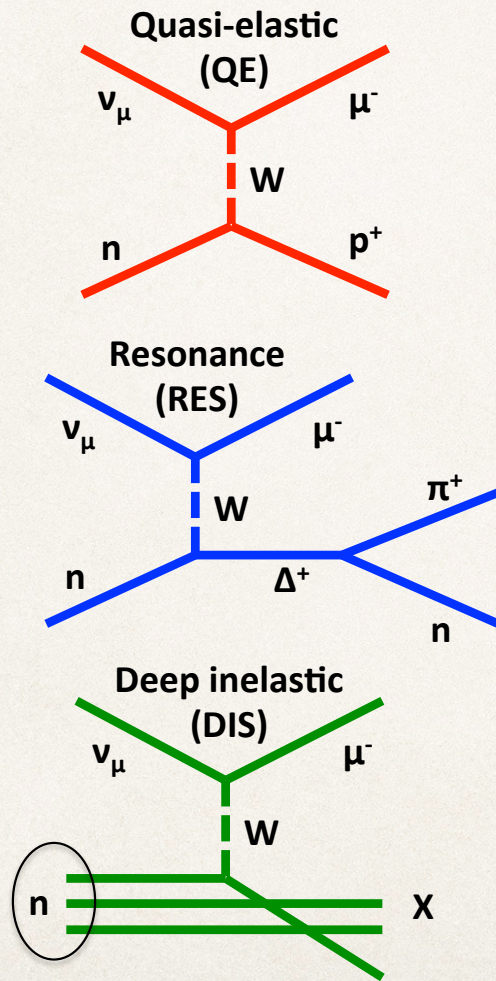 Quasi-elastic
(QE)
νμ
μ⁻
W
n
p⁺
Resonance
(RES)
νμ
μ⁻
W
π⁺
n
Δ⁺
n
Deep inelastic
(DIS)
νμ
μ⁻
W
n
X